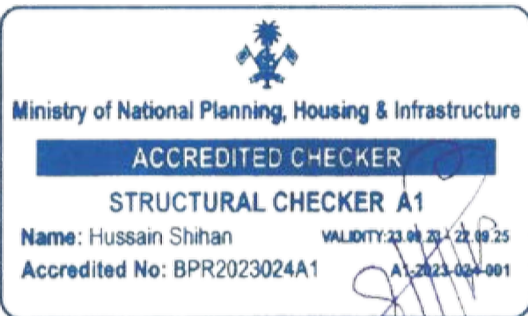 Ministry of National Planning, Housing & Infrastructure
ACCREDITED CHECKER
STRUCTURAL CHECKER A1
Name: Hussain Shihan
VALIDITY: 22.09.25
Accredited No: BPR2023024A1
A1-2023-024-001